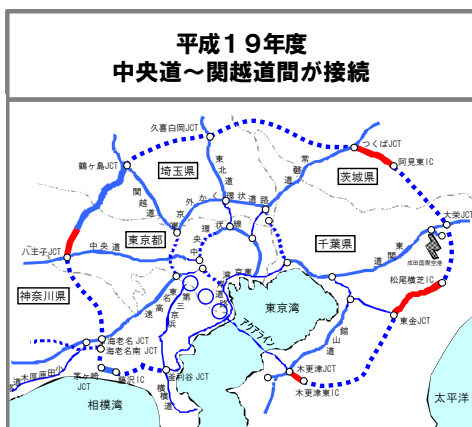 平成１９年度
中央道～関越道間が接続
久喜白岡JCT
つくばJCT
阿見東IC
鶴ヶ島JCT
埼玉県
茨城県
東北道
常磐道
関越道
外かく環状道路
大栄JCT
八王子JCT
中央道
東京都
千葉県
東関道
成田国際空港
松尾横芝IC
神奈川県
東名高速
第三京浜
東京湾
東金JCT
アクアライン
館山道
海老名JCT
海老名南JCT
茅ヶ崎JCT
藤沢IC
釜利谷JCT
横横道
木更津JCT
木更津東IC
相模湾
太平洋